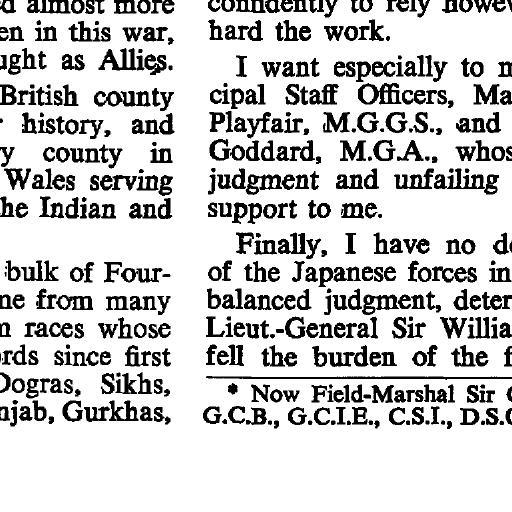 ed almost more
en in this war,
ught as Allies.
British county
history, and
y county in
Wales serving
he Indian and
bulk of Four-
me from many
n races whose
ords since first
Dogras, Sikhs,
njab, Gurkhas,
confidently to rely howev
hard the work.
I want especially to m
cipal Staff Officers, Ma
Playfair, M.G.G.S., and
Goddard, M.G.A., whos
judgment and unfailing
support to me.
Finally, I have no d
of the Japanese forces in
balanced judgment, deter
Lieut.-General Sir Willia
fell the burden of the f
* Now Field-Marshal Sir
G.C.B., G.C.I.E., C.S.I., D.S.O